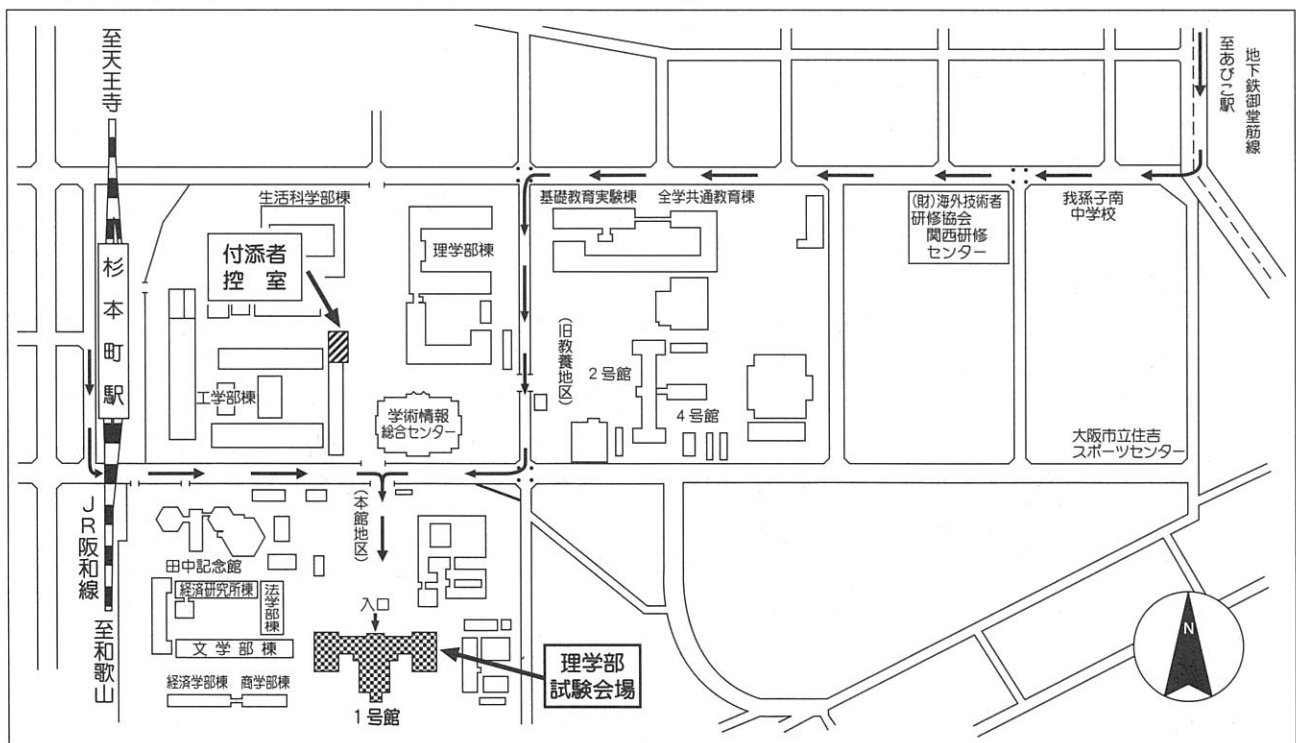 至天王寺
杉本町駅
JR阪和線
至和歌山
地下鉄御堂筋線
至あびこ駅
生活科学部棟
付添者
控室
理学部棟
基礎教育実験棟
全学共通教育棟
(財)海外技術者
研修協会
関西研修
センター
我孫子南
中学校
工学部棟
学術情報
総合センター
(旧教養地区)
2号館
4号館
大阪市立住吉
スポーツセンター
(本館地区)
田中記念館
経済研究所棟
法学部棟
文学部棟
経済学部棟
商学部棟
入口
1号館
理学部
試験会場
N